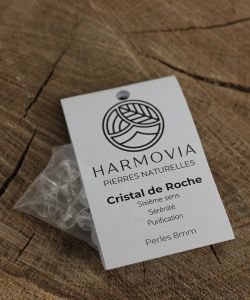 HARMOVIA
PIERRES NATURELLES
Cristal de Roche
Sixième sens
Sérénité
Purification
Perles 8mm